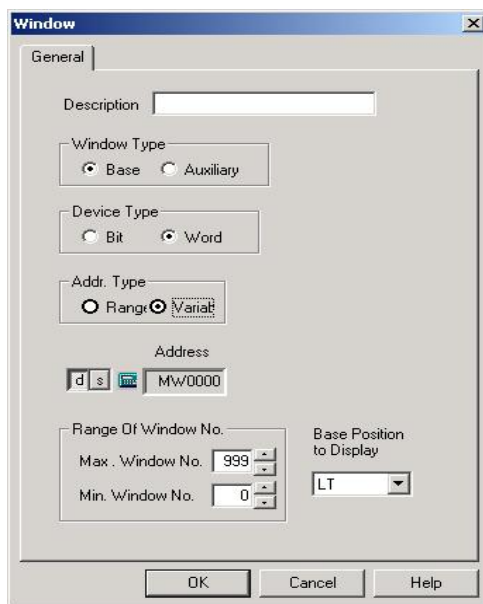 Window
General
Description
Window Type
Base Auxiliary
Device Type
Bit Word
Addr. Type
Range Variab
Address
d s MW0000
Range Of Window No.
Max . Window No. 999
Min. Window No. 0
Base Position
to Display
LT
OK Cancel Help